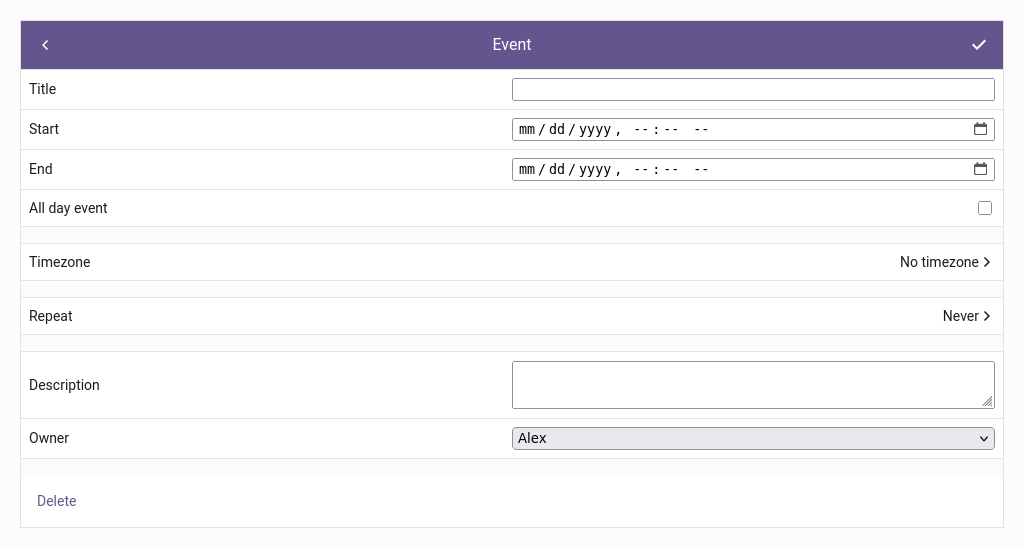 Event
Title
Start mm/dd/yyyy, --:-- --
End mm/dd/yyyy, --:-- --
All day event
Timezone No timezone
Repeat Never
Description
Owner Alex
Delete